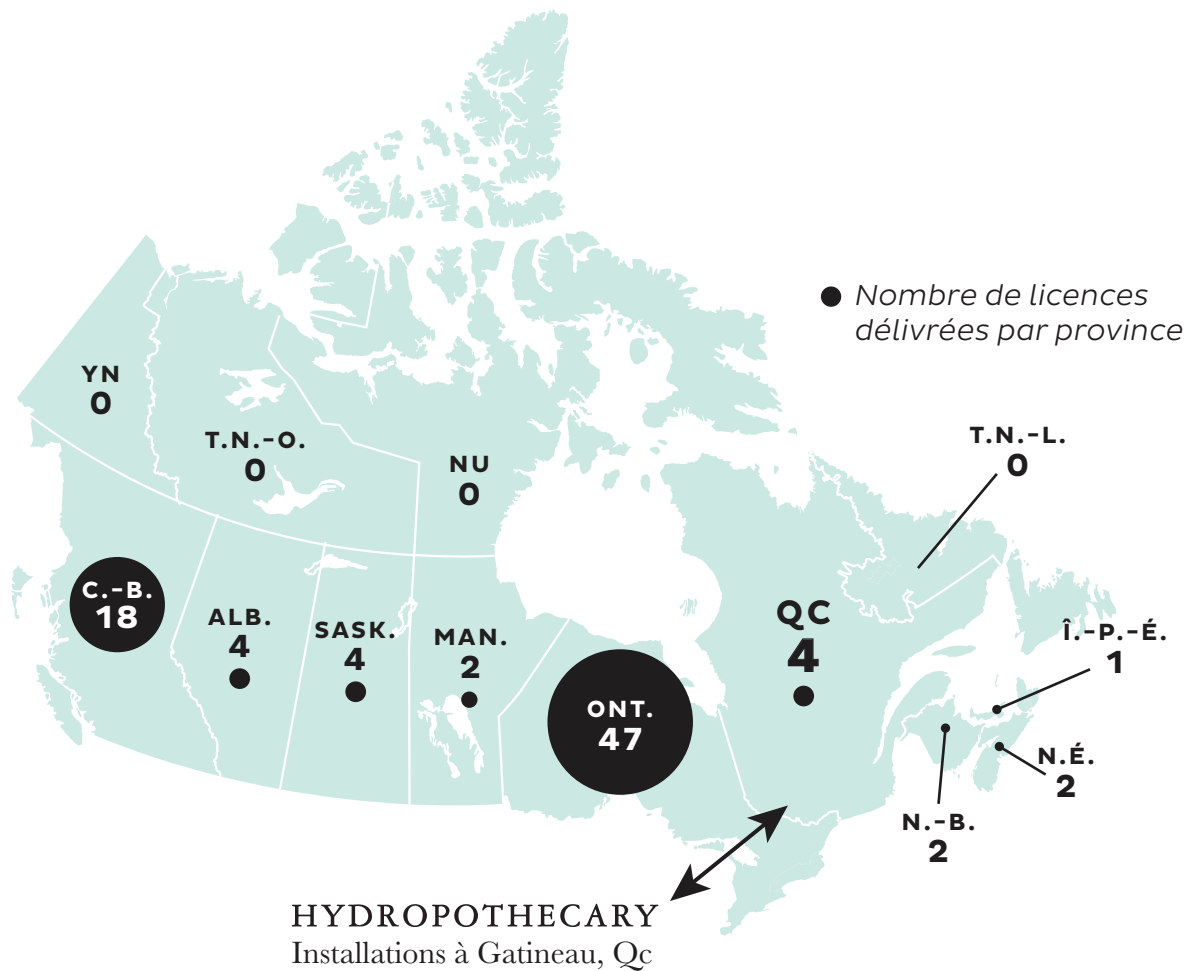 Nombre de licences
délivrées par province
YN
0
T.N.-O.
0
NU
0
T.N.-L.
0
C.-B.
18
ALB.
4
SASK.
4
MAN.
2
ONT.
47
QC
4
Î.-P.-É.
1
N.É.
2
N.-B.
2
HYDROPOTHECARY
Installations à Gatineau, Qc